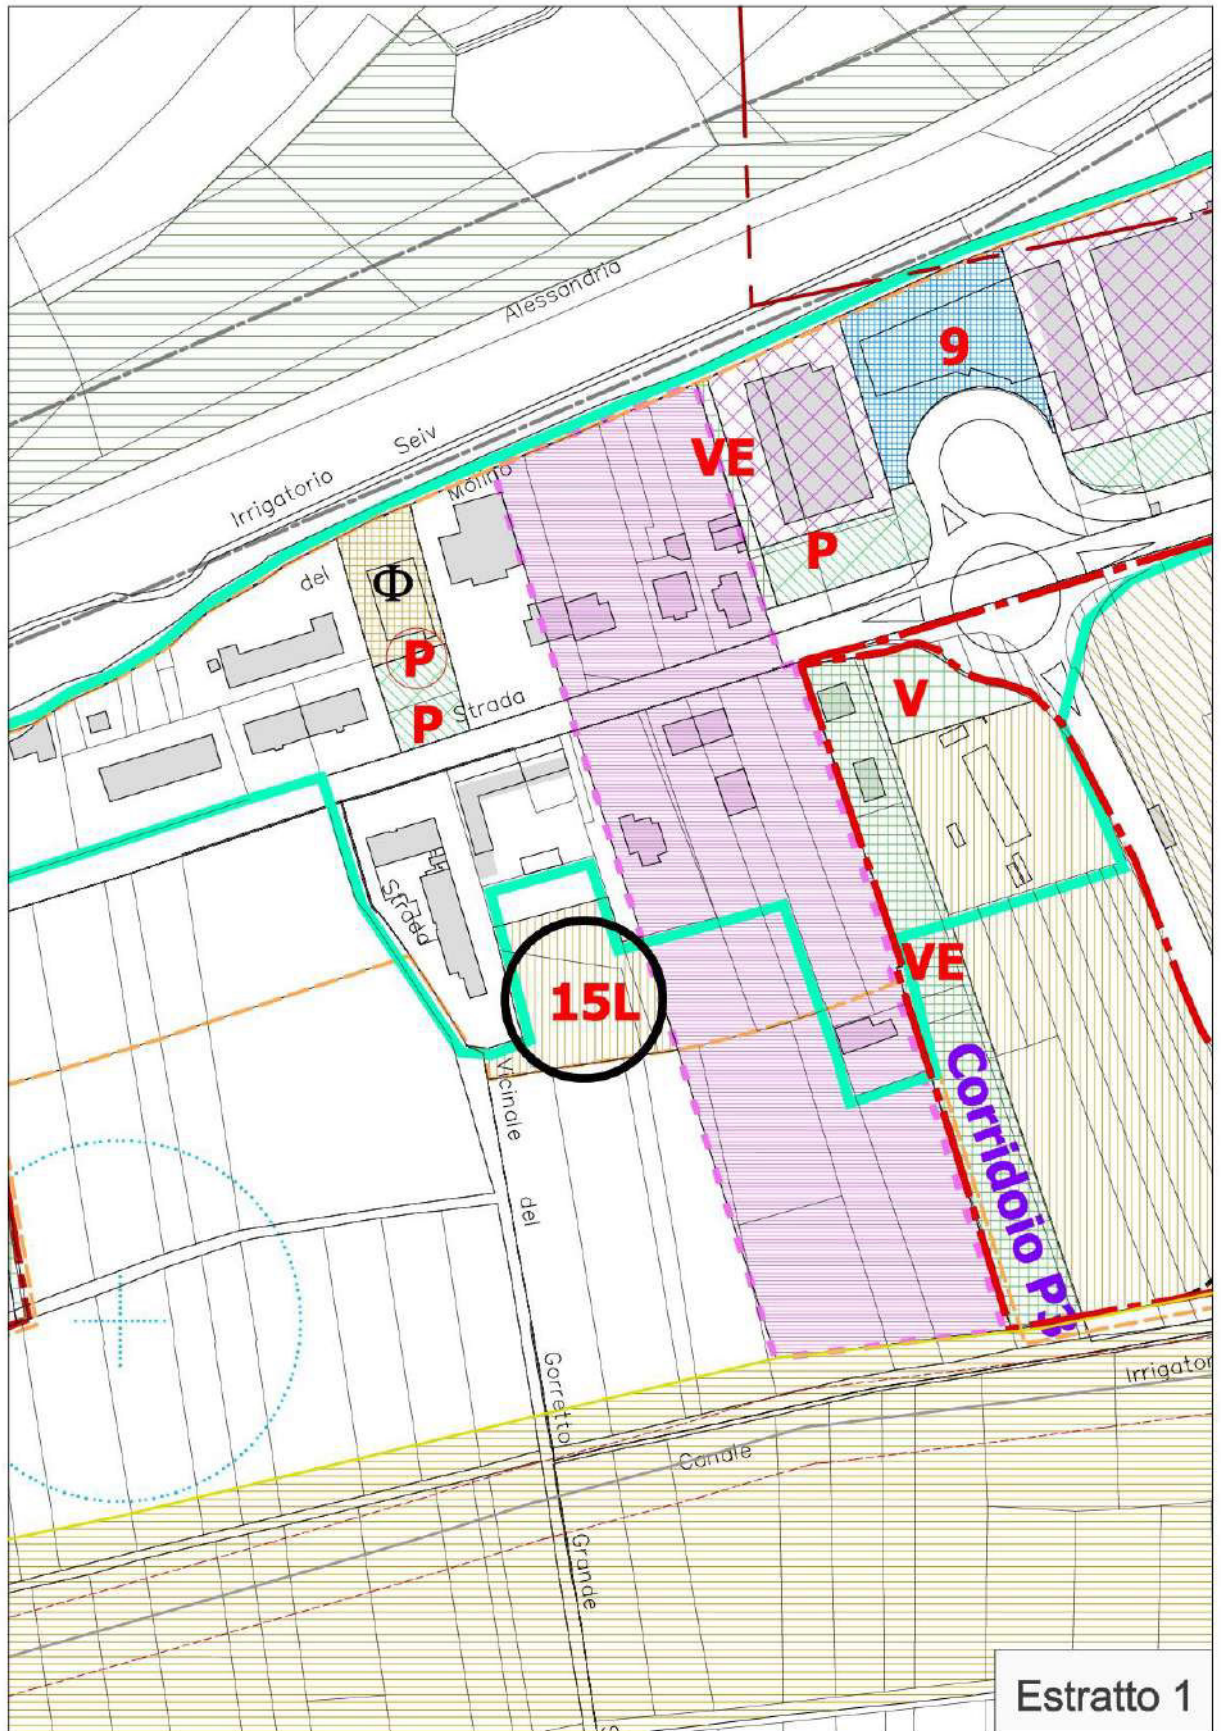 Alessandria
9
Seiv
VE
Molino
Irrigatorio
P
del
Φ
P
V
Strada
P
Strada
VE
15L
Vicinale
Corridoio P3
del
Gorretto
Irrigator
Canale
Grande
Estratto 1